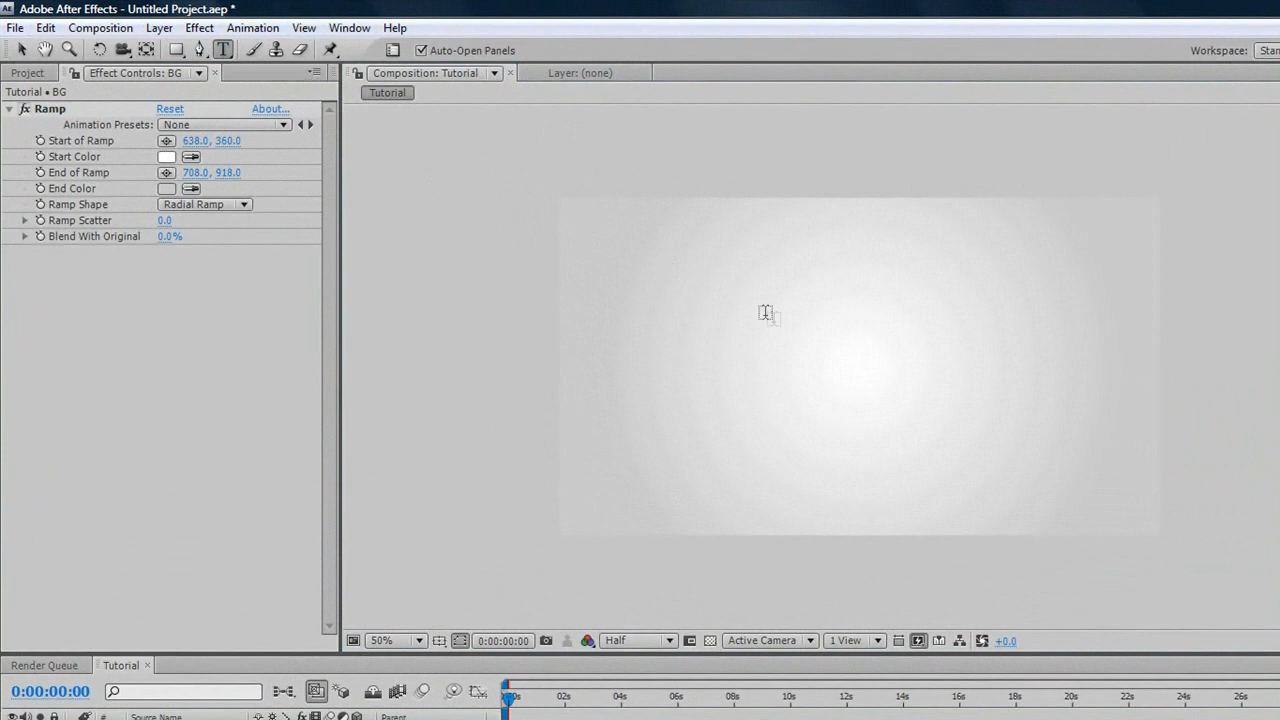 Adobe After Effects - Untitled Project.aep *
File Edit Composition Layer Effect Animation View Window Help
T Auto-Open Panels Workspace: Stan
Project Effect Controls: BG Composition: Tutorial Layer: (none)
Tutorial • BG Tutorial
fx Ramp Reset About...
Animation Presets: None
Start of Ramp 638.0, 360.0
Start Color
End of Ramp 708.0, 918.0
End Color
Ramp Shape Radial Ramp
Ramp Scatter 0.0
Blend With Original 0.0%
50% 0:00:00:00 Half Active Camera 1 View +0.0
Render Queue Tutorial
0:00:00:00 02s 04s 06s 08s 10s 12s 14s 16s 18s 20s 22s 24s 26s
# Source Name fx Parent